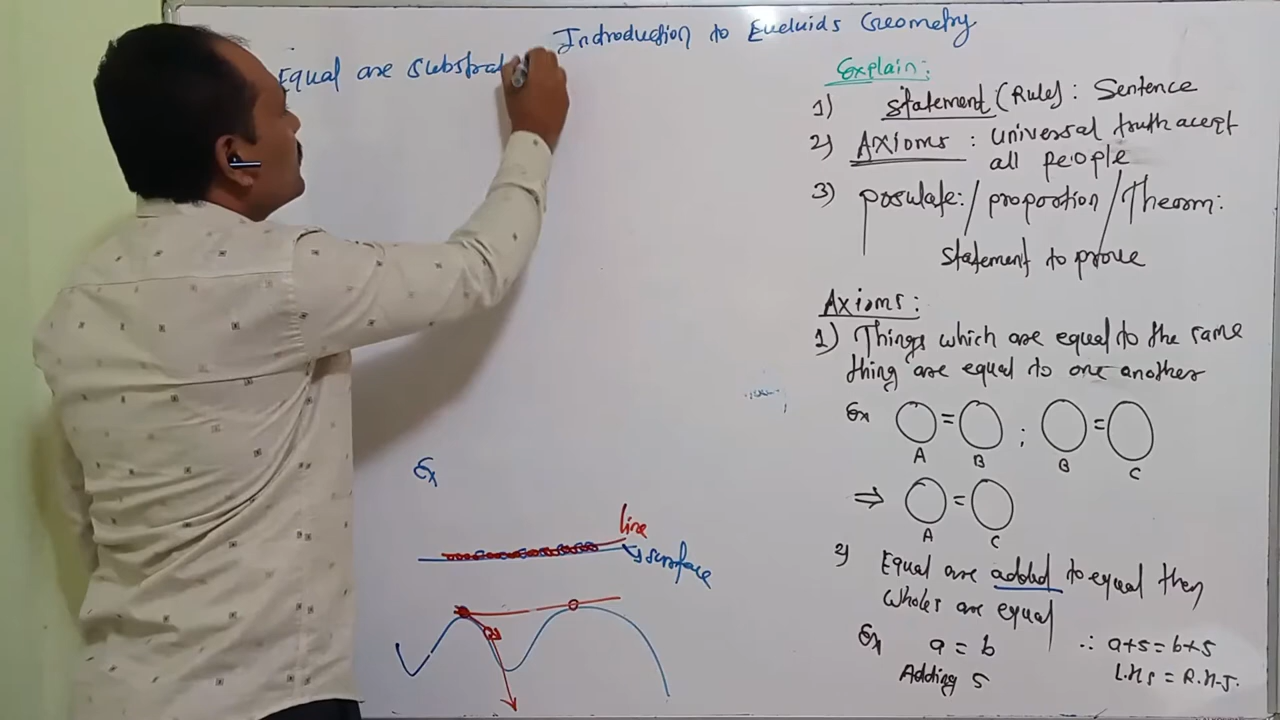 Introduction to Eucluids Geometry
Equal are substrat
Explain:
1) statement (Rule) : Sentence
2) Axioms : universal truth accept
all people
3) posulate: / proportion / Theorm:
statement to prove
Axioms:
1) Things which are equal to the same
thing are equal to one another
Ex A = B ; B = C
⇒ A = C
2) Equal are added to equal then
wholes are equal
Ex a = b ∴ a+5 = b+5
Adding 5 L.H.S = R.H.S.
Ex
line
surface